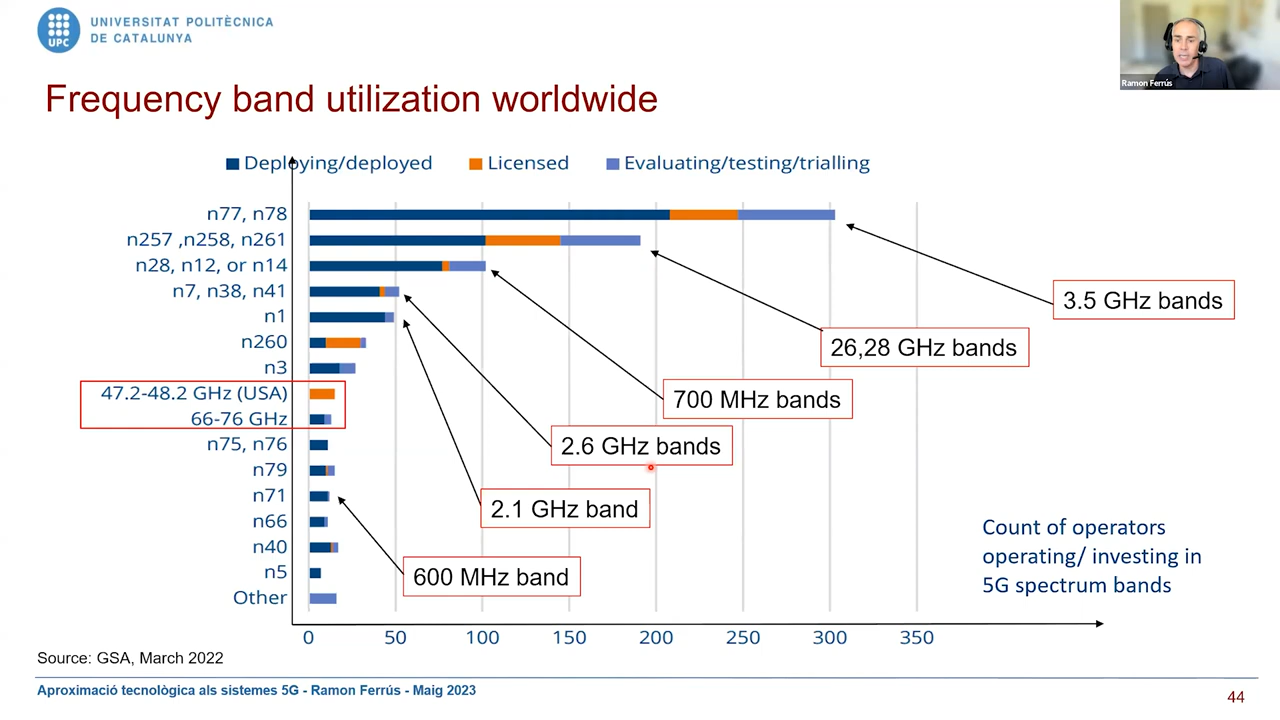 UNIVERSITAT POLITÈCNICA
DE CATALUNYA
UPC
Ramon Ferrús
Frequency band utilization worldwide
Deploying/deployed
Licensed
Evaluating/testing/trialling
n77, n78
n257 ,n258, n261
n28, n12, or n14
n7, n38, n41
n1
n260
n3
47.2-48.2 GHz (USA)
66-76 GHz
n75, n76
n79
n71
n66
n40
n5
Other
3.5 GHz bands
26,28 GHz bands
700 MHz bands
2.6 GHz bands
2.1 GHz band
600 MHz band
Count of operators
operating/ investing in
5G spectrum bands
0 50 100 150 200 250 300 350
Source: GSA, March 2022
Aproximació tecnològica als sistemes 5G - Ramon Ferrús - Maig 2023
44